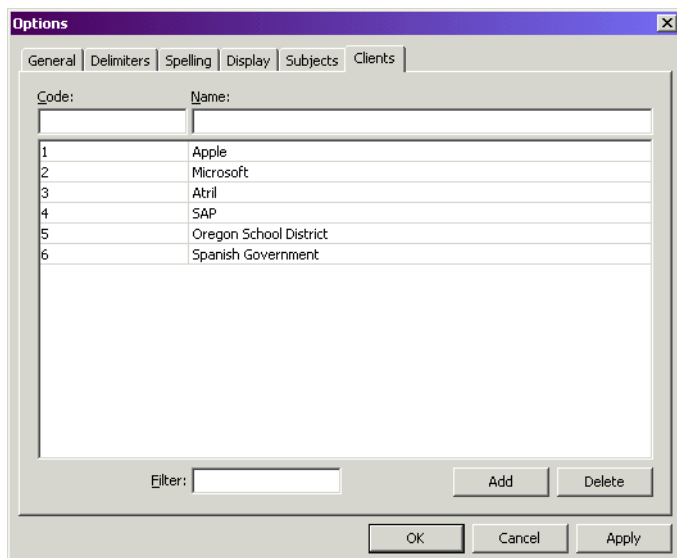 Options
General Delimiters Spelling Display Subjects Clients
Code: Name:
1 Apple
2 Microsoft
3 Atril
4 SAP
5 Oregon School District
6 Spanish Government
Filter: Add Delete
OK Cancel Apply